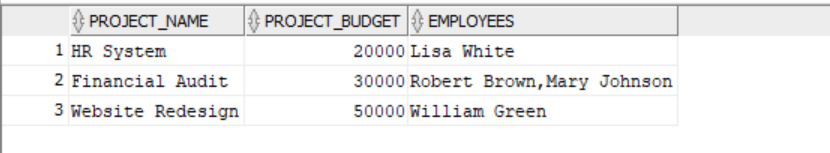 PROJECT_NAME PROJECT_BUDGET EMPLOYEES
1 HR System 20000 Lisa White
2 Financial Audit 30000 Robert Brown,Mary Johnson
3 Website Redesign 50000 William Green